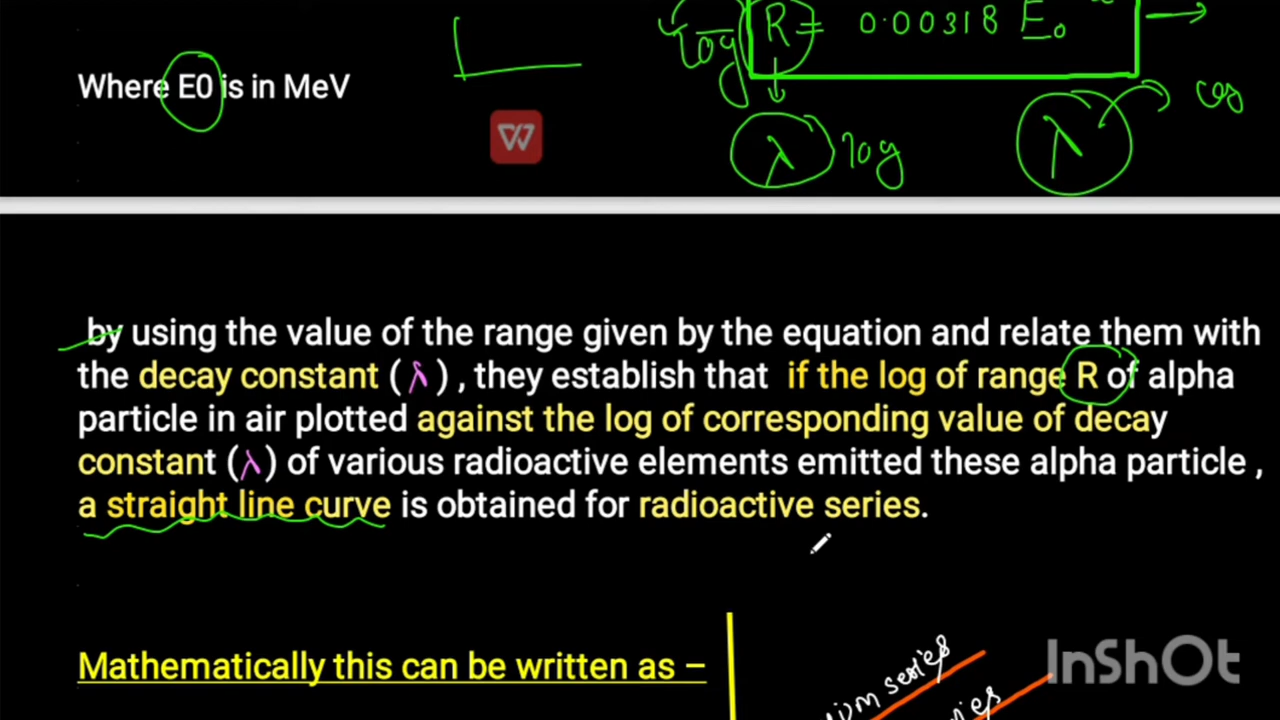 R = 0.00318 E₀
log
Where E0 is in MeV
λ log λ
by using the value of the range given by the equation and relate them with
the decay constant (λ) , they establish that if the log of range R of alpha
particle in air plotted against the log of corresponding value of decay
constant (λ) of various radioactive elements emitted these alpha particle ,
a straight line curve is obtained for radioactive series.
Mathematically this can be written as –
series
InShOt